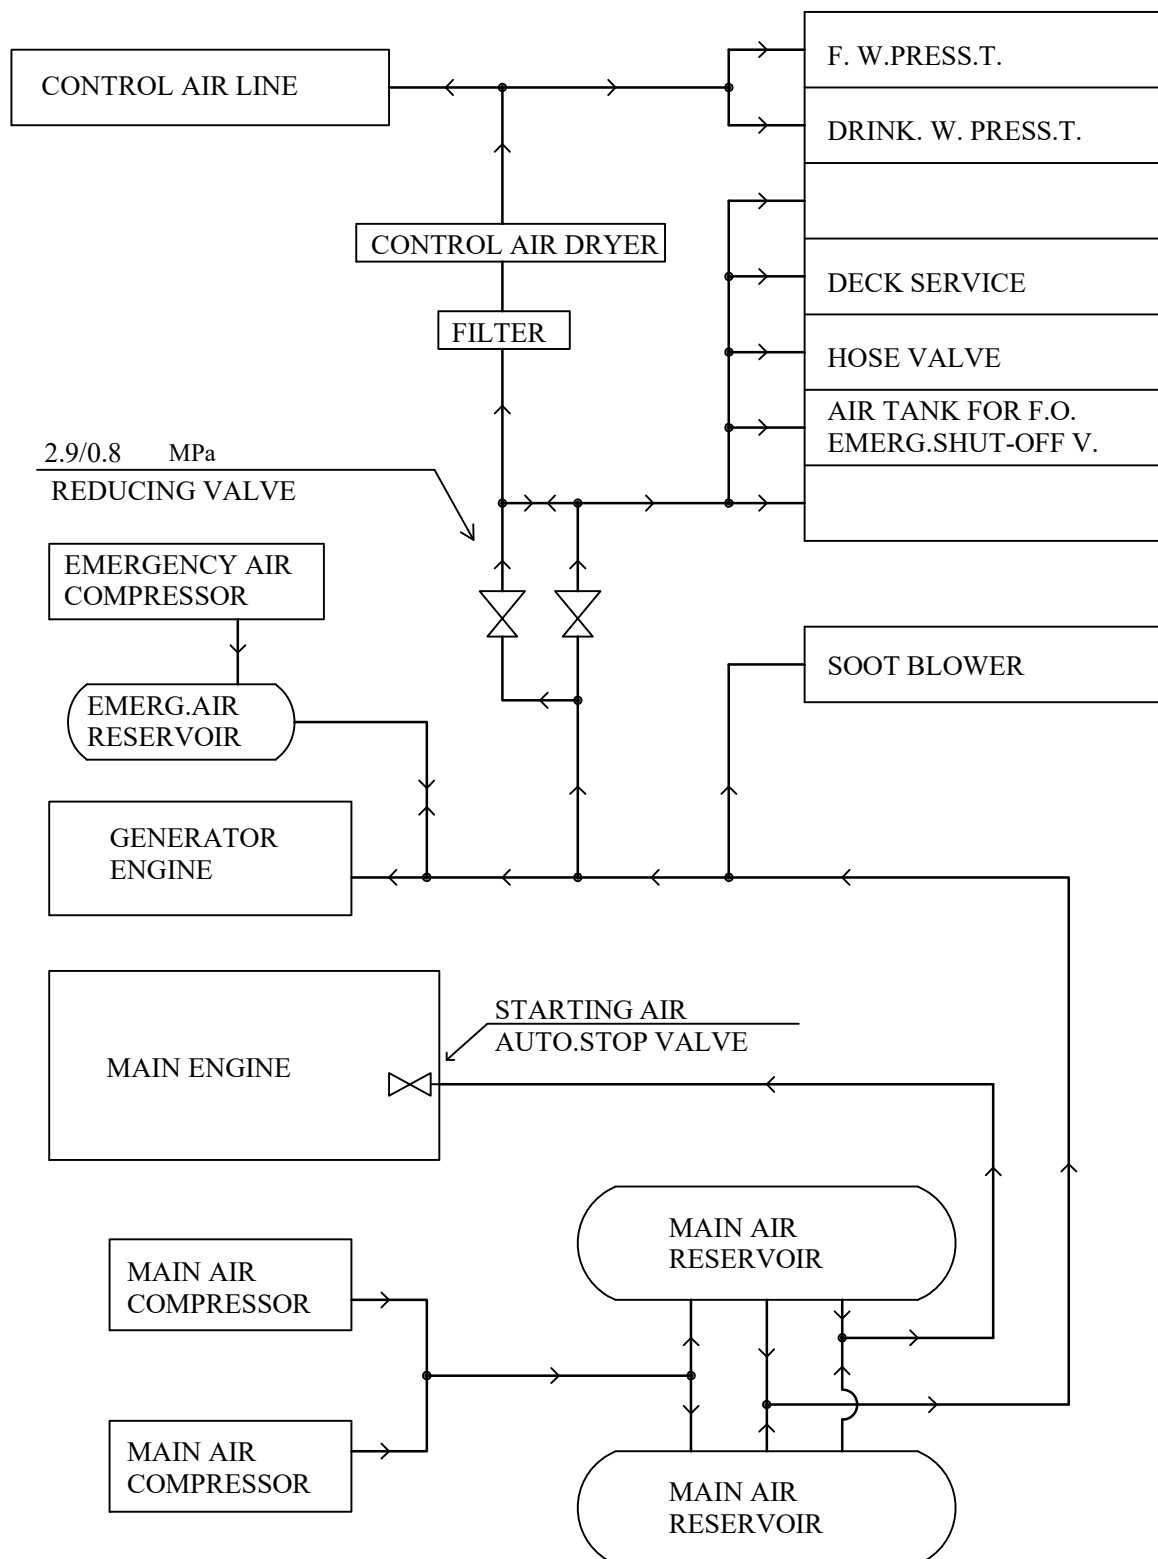 F. W.PRESS.T.
CONTROL AIR LINE
DRINK. W. PRESS.T.
CONTROL AIR DRYER
DECK SERVICE
FILTER
HOSE VALVE
AIR TANK FOR F.O.
EMERG.SHUT-OFF V.
2.9/0.8 MPa
REDUCING VALVE
EMERGENCY AIR
COMPRESSOR
SOOT BLOWER
EMERG.AIR
RESERVOIR
GENERATOR
ENGINE
STARTING AIR
AUTO.STOP VALVE
MAIN ENGINE
MAIN AIR
RESERVOIR
MAIN AIR
COMPRESSOR
MAIN AIR
COMPRESSOR
MAIN AIR
RESERVOIR